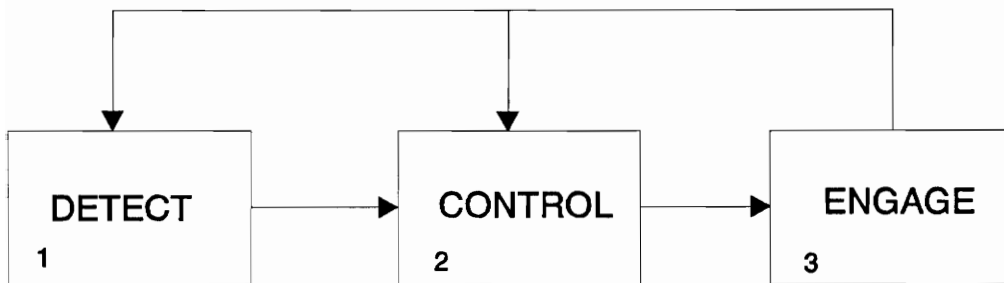 DETECT
1
CONTROL
2
ENGAGE
3